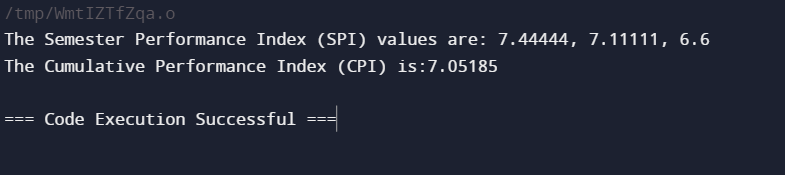 /tmp/WmtIZTfZqa.o
The Semester Performance Index (SPI) values are: 7.44444, 7.11111, 6.6
The Cumulative Performance Index (CPI) is:7.05185
=== Code Execution Successful ===